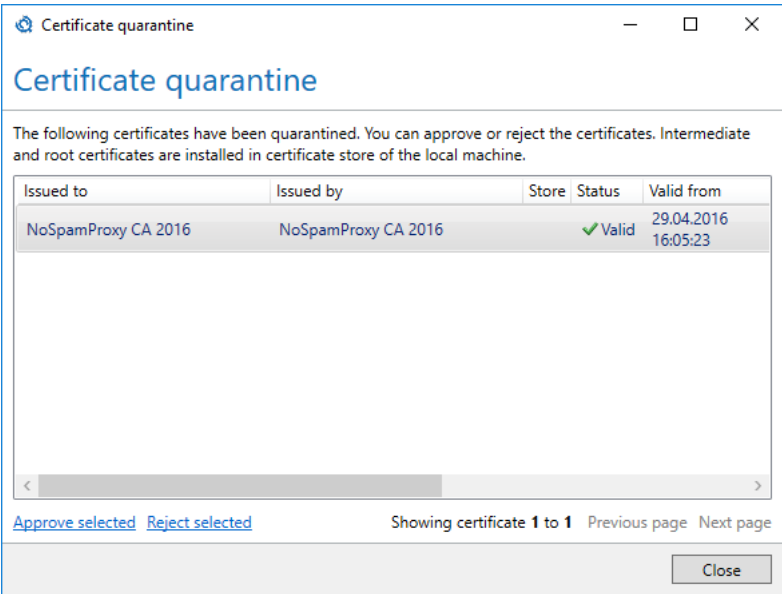 Certificate quarantine
Certificate quarantine
The following certificates have been quarantined. You can approve or reject the certificates. Intermediate
and root certificates are installed in certificate store of the local machine.
Issued to Issued by Store Status Valid from
NoSpamProxy CA 2016 NoSpamProxy CA 2016 Valid 29.04.2016
16:05:23
Approve selected Reject selected Showing certificate 1 to 1 Previous page Next page
Close